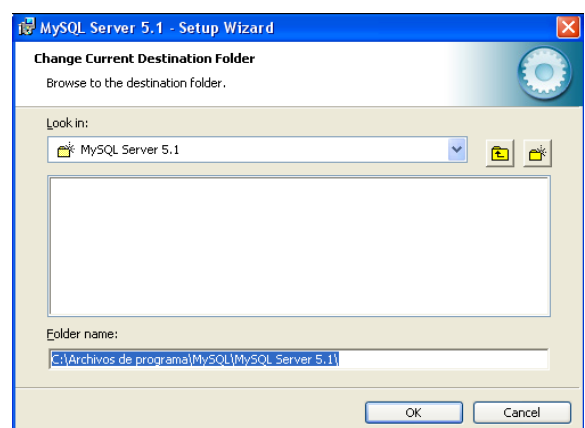 MySQL Server 5.1 - Setup Wizard
Change Current Destination Folder
Browse to the destination folder.
Look in:
MySQL Server 5.1
Folder name:
C:\Archivos de programa\MySQL\MySQL Server 5.1\
OK
Cancel